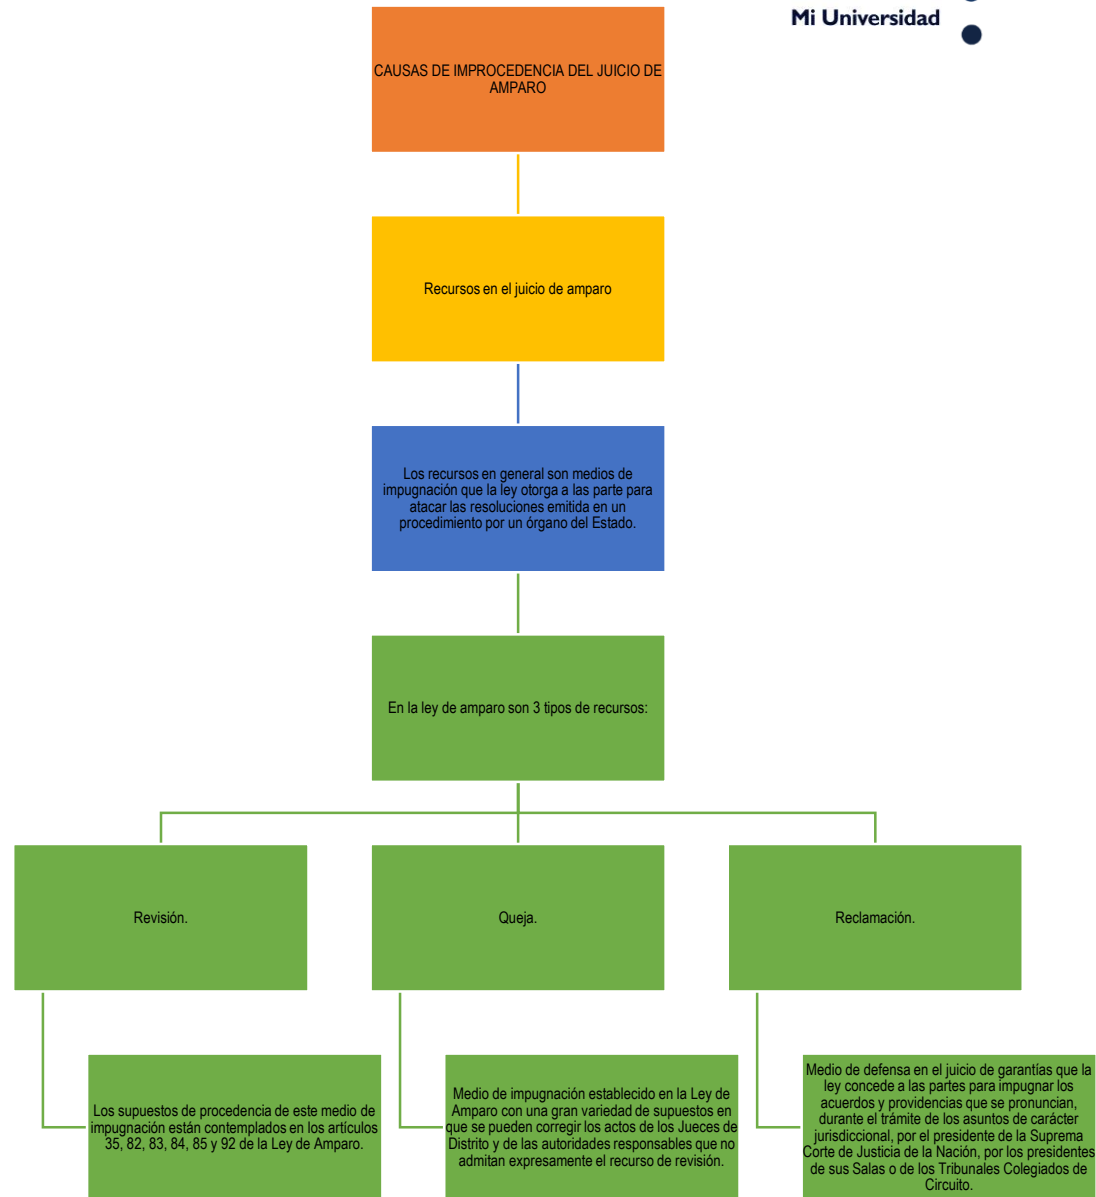 Mi Universidad
CAUSAS DE IMPROCEDENCIA DEL JUICIO DE
AMPARO
Recursos en el juicio de amparo
Los recursos en general son medios de
impugnación que la ley otorga a las parte para
atacar las resoluciones emitida en un
procedimiento por un órgano del Estado.
En la ley de amparo son 3 tipos de recursos:
Revisión.
Queja.
Reclamación.
Los supuestos de procedencia de este medio de
impugnación están contemplados en los artículos
35, 82, 83, 84, 85 y 92 de la Ley de Amparo.
Medio de impugnación establecido en la Ley de
Amparo con una gran variedad de supuestos en
que se pueden corregir los actos de los Jueces de
Distrito y de las autoridades responsables que no
admitan expresamente el recurso de revisión.
Medio de defensa en el juicio de garantías que la
ley concede a las partes para impugnar los
acuerdos y providencias que se pronuncian,
durante el trámite de los asuntos de carácter
jurisdiccional, por el presidente de la Suprema
Corte de Justicia de la Nación, por los presidentes
de sus Salas o de los Tribunales Colegiados de
Circuito.